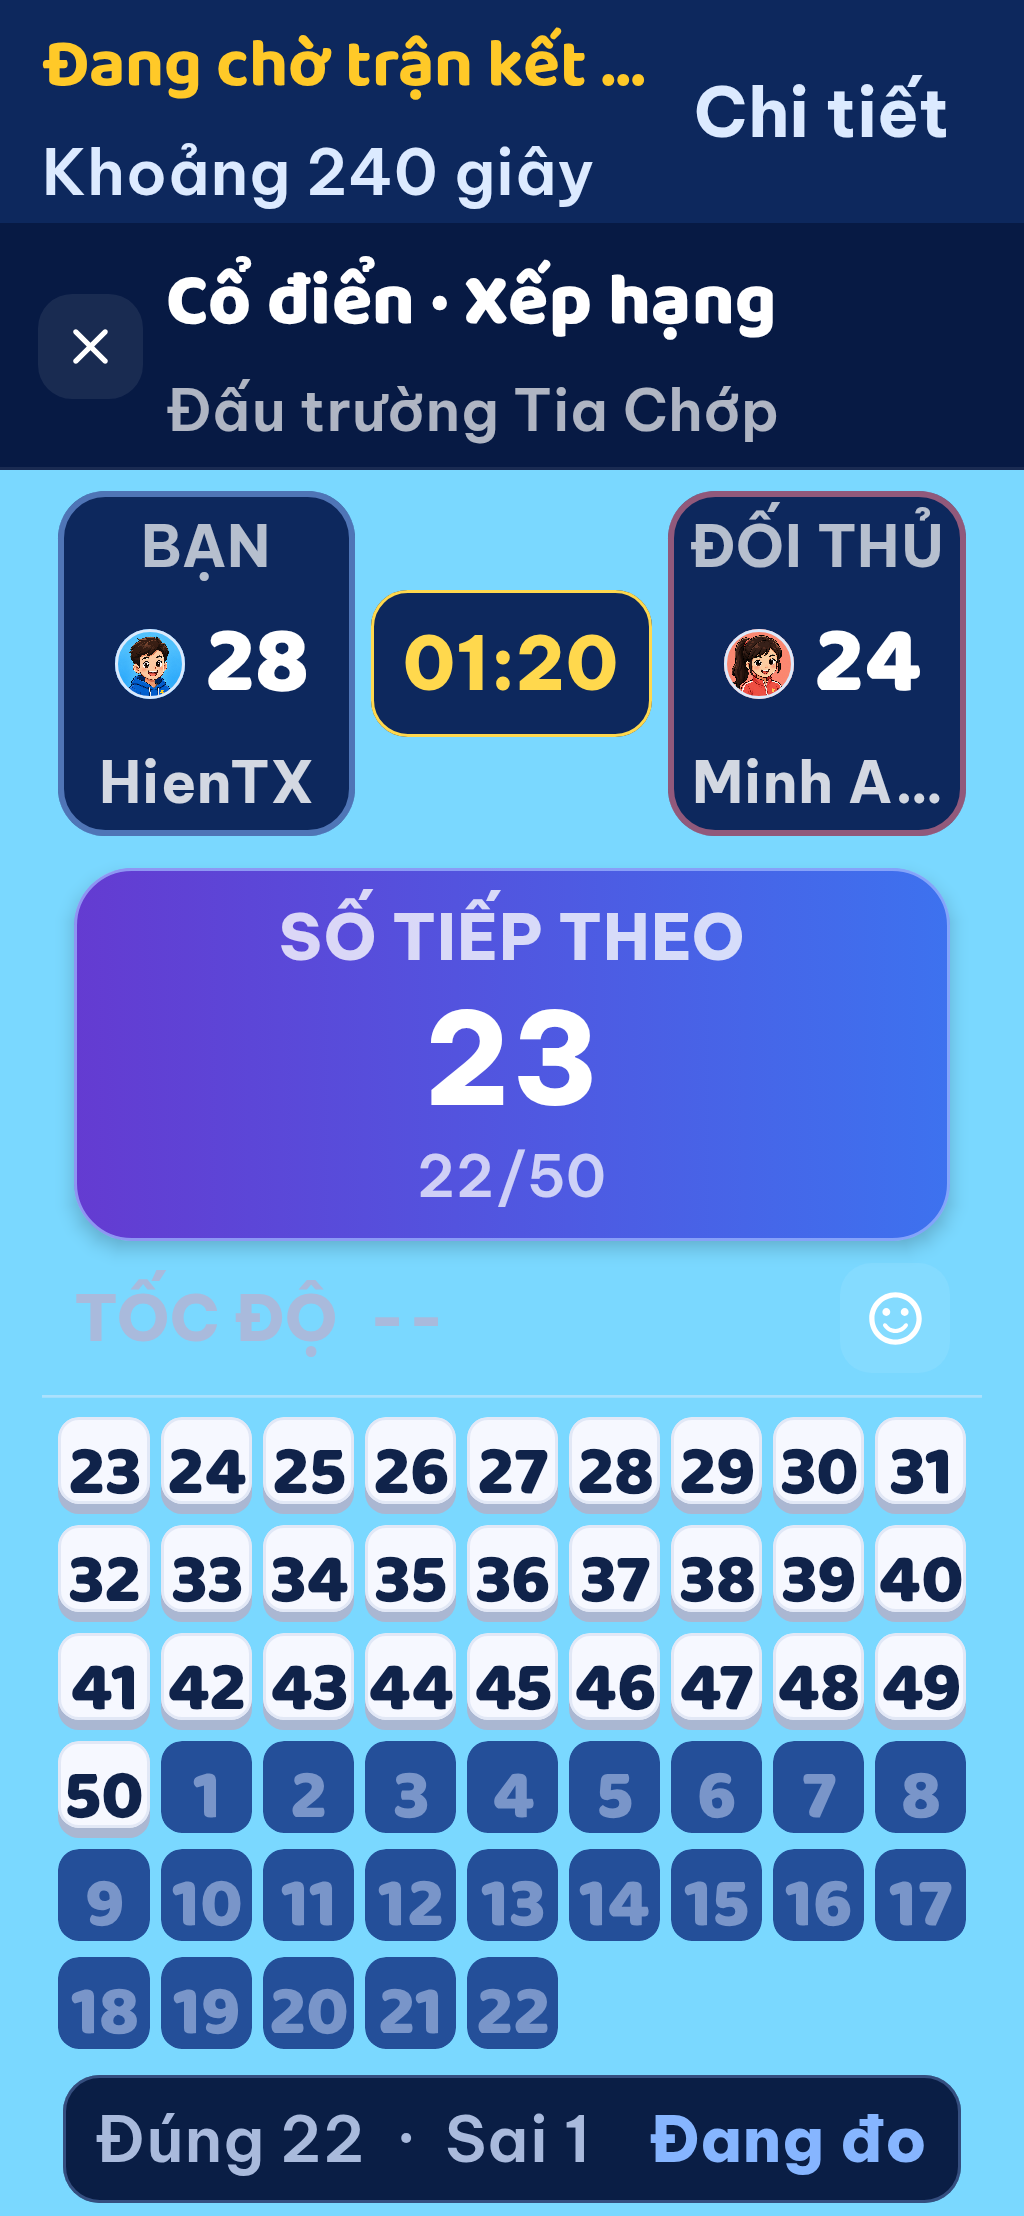 Đang chờ trận kết ...
Khoảng 240 giây
Chi tiết
Cổ điển · Xếp hạng
Đấu trường Tia Chớp
BẠN
28
HienTX
01:20
ĐỐI THỦ
24
Minh A...
SỐ TIẾP THEO
23
22/50
TỐC ĐỘ --
23 24 25 26 27 28 29 30 31
32 33 34 35 36 37 38 39 40
41 42 43 44 45 46 47 48 49
50 1 2 3 4 5 6 7 8
9 10 11 12 13 14 15 16 17
18 19 20 21 22
Đúng 22 · Sai 1 Đang đo